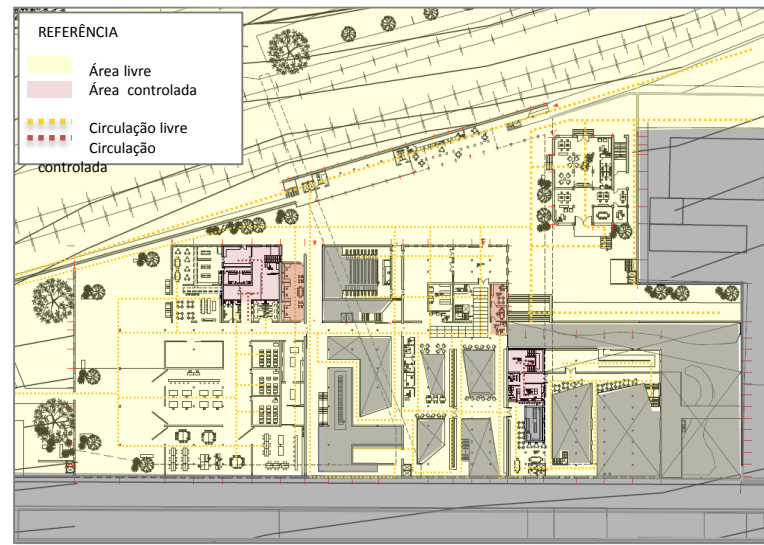 REFERÊNCIA
Área livre
Área controlada
Circulação livre
Circulação
controlada